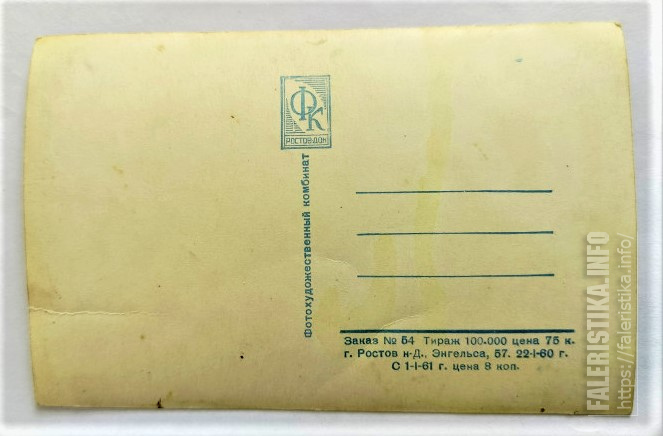 ФК
РОСТОВ-ДОН
Фотохудожественный комбинат
Заказ № 54 Тираж 100.000 цена 75 к.
г. Ростов н-Д., Энгельса, 57. 22-I-60 г.
С 1-I-61 г. цена 8 коп.
FALERISTIKA.INFO
https://faleristika.info/